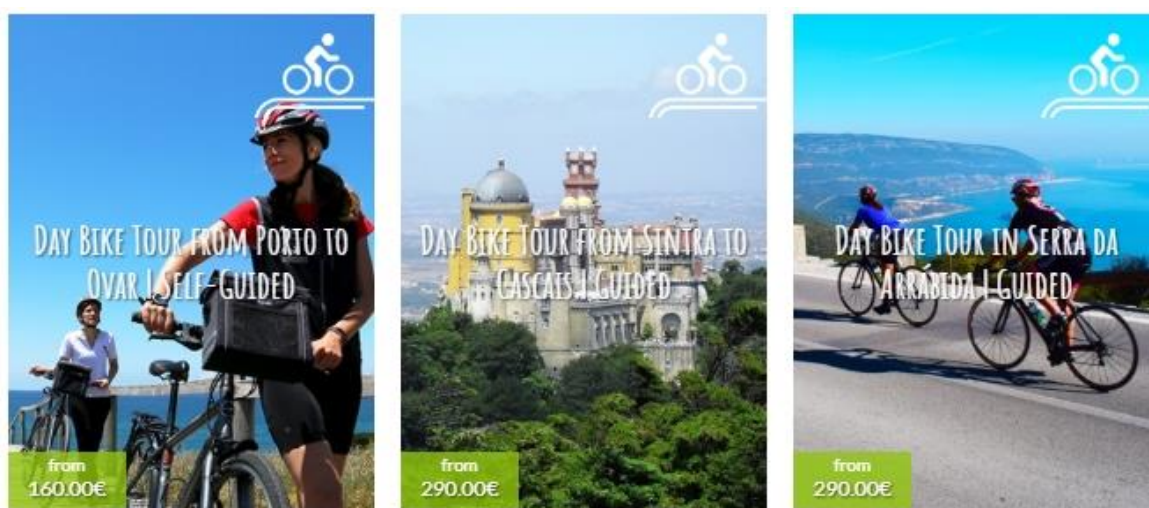 DAY BIKE TOUR FROM PORTO TO
OVAR | SELF-GUIDED
from
160.00€
DAY BIKE TOUR FROM SINTRA TO
CASCAIS | GUIDED
from
290.00€
DAY BIKE TOUR IN SERRA DA
ARRÁBIDA | GUIDED
from
290.00€